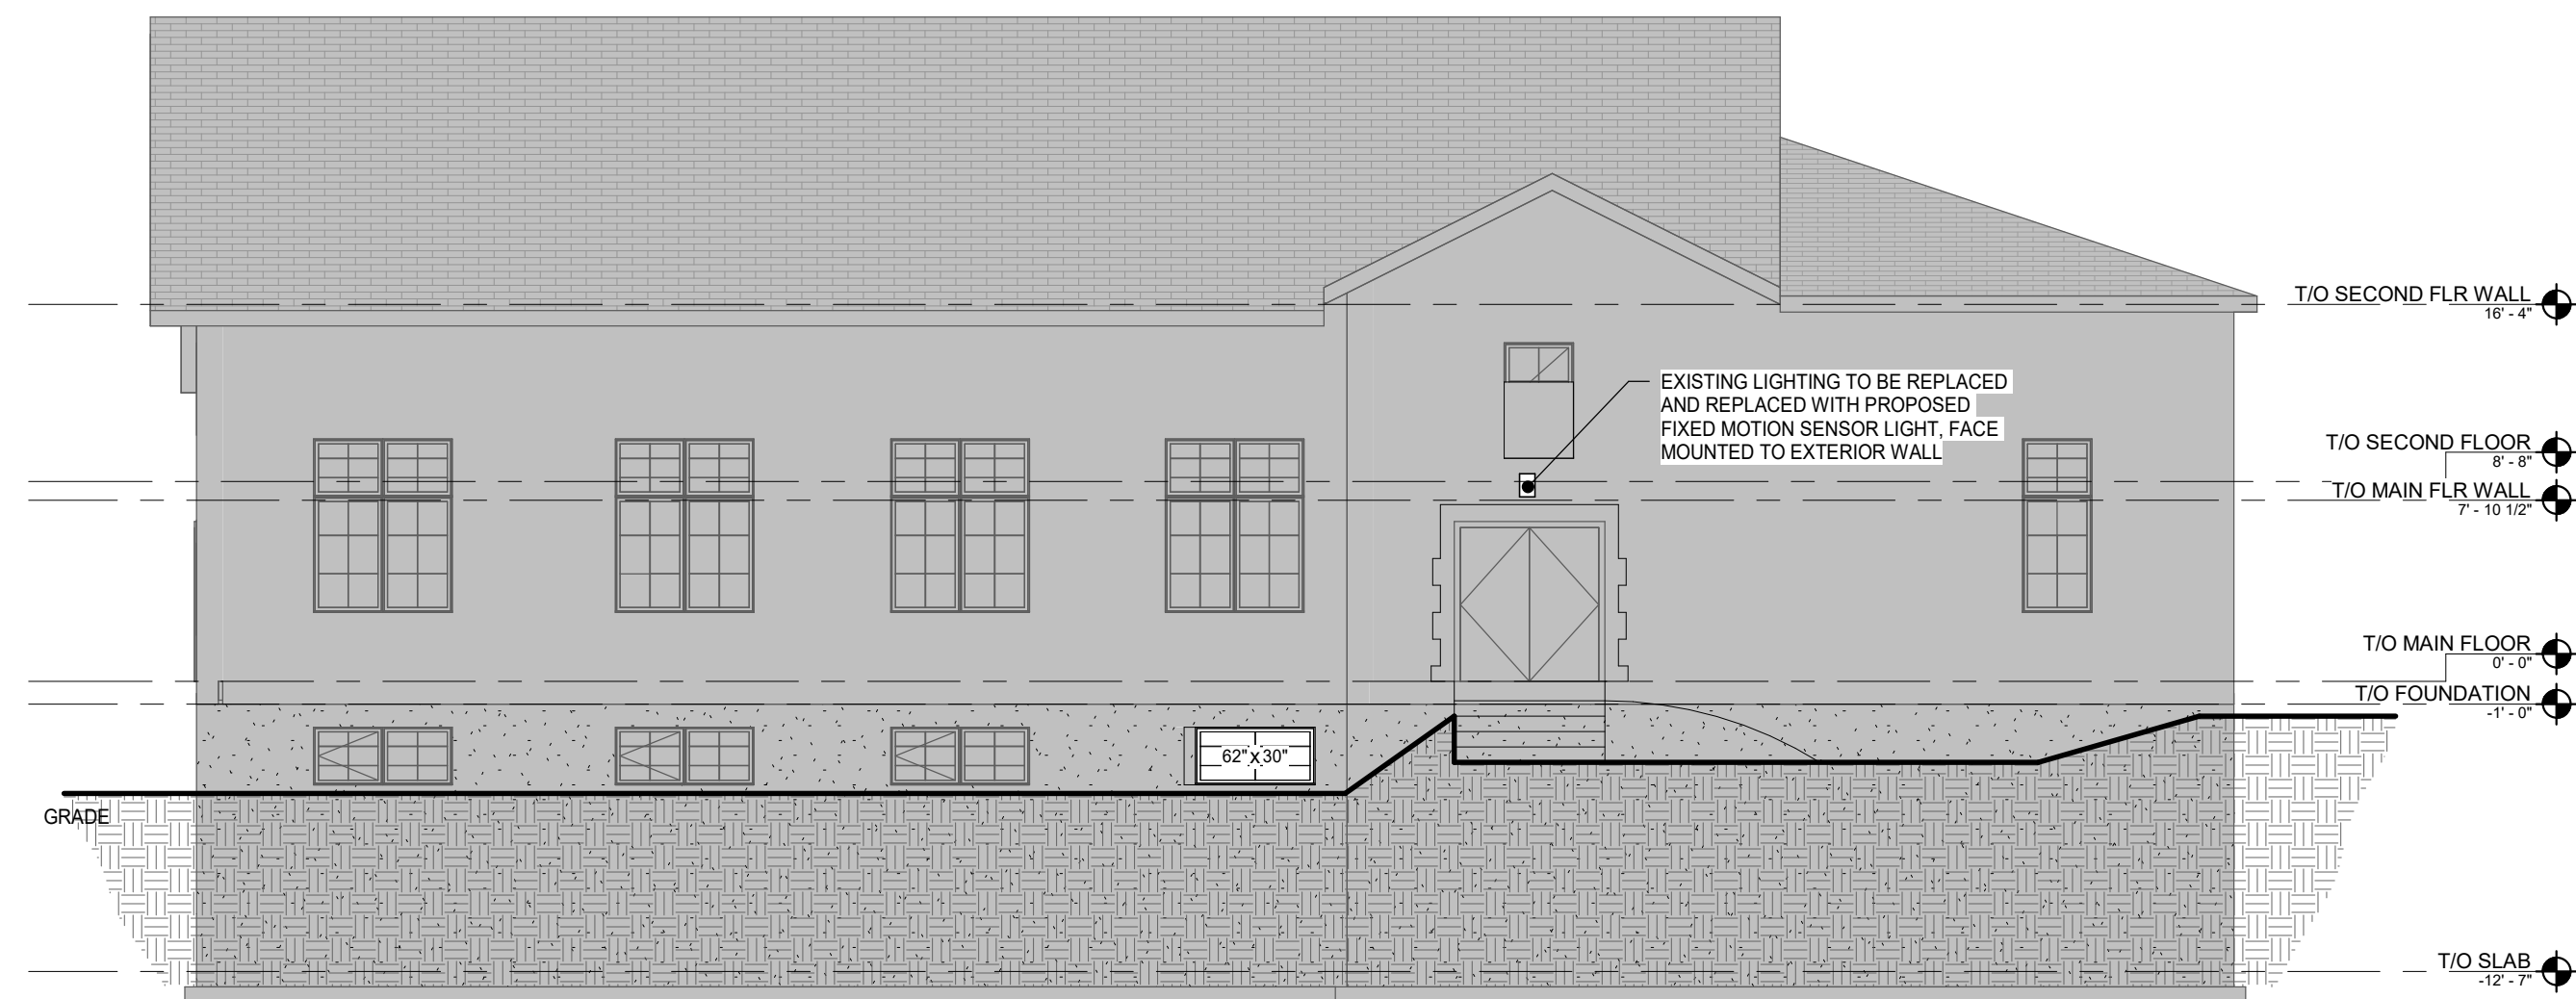 T/O SECOND FLR WALL
16' - 4"
EXISTING LIGHTING TO BE REPLACED
AND REPLACED WITH PROPOSED
FIXED MOTION SENSOR LIGHT, FACE
MOUNTED TO EXTERIOR WALL
T/O SECOND FLOOR
8' - 8"
T/O MAIN FLR WALL
7' - 10 1/2"
T/O MAIN FLOOR
0' - 0"
T/O FOUNDATION
-1' - 0"
62" x 30"
GRADE
T/O SLAB
-12' - 7"